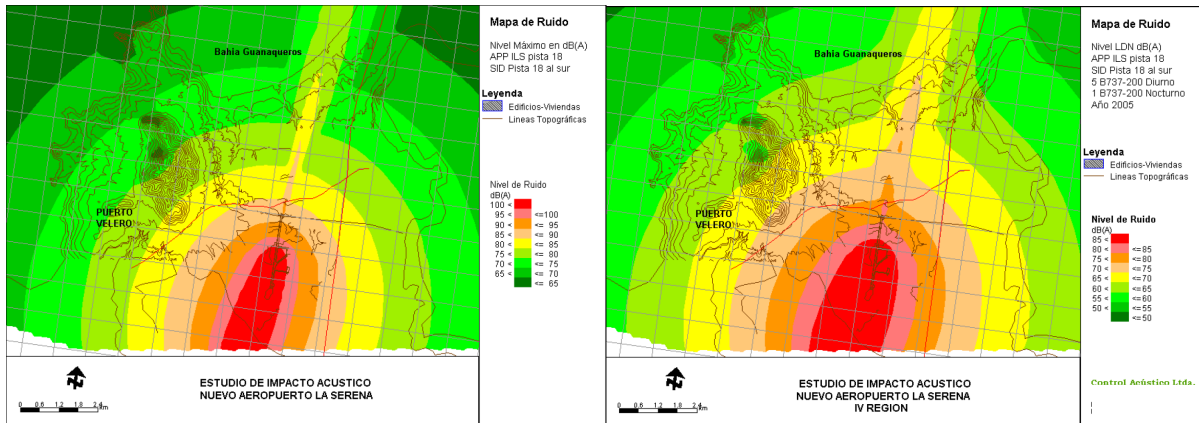 Bahia Guanaqueros
PUERTO
VELERO
Mapa de Ruido
Nivel Máximo en dB(A)
APP ILS pista 18
SID Pista 18 al sur
Leyenda
Edificios-Viviendas
Lineas Topográficas
Nivel de Ruido
dB(A)
100 <
95 < <=100
90 < <= 95
85 < <= 90
80 < <= 85
75 < <= 80
70 < <= 75
65 < <= 70
<= 65
0 0.6 1.2 1.8 2.4
km
ESTUDIO DE IMPACTO ACUSTICO
NUEVO AEROPUERTO LA SERENA
Bahia Guanaqueros
PUERTO
VELERO
Mapa de Ruido
Nivel LDN dB(A)
APP ILS pista 18
SID Pista 18 al sur
5 B737-200 Diurno
1 B737-200 Nocturno
Año 2005
Leyenda
Edificios-Viviendas
Lineas Topográficas
Nivel de Ruido
dB(A)
85 <
80 < <=85
75 < <=80
70 < <=75
65 < <=70
60 < <=65
55 < <=60
50 < <=55
<=50
0 0.6 1.2 1.8 2.4
km
ESTUDIO DE IMPACTO ACUSTICO
NUEVO AEROPUERTO LA SERENA
IV REGION
Control Acústico Ltda.